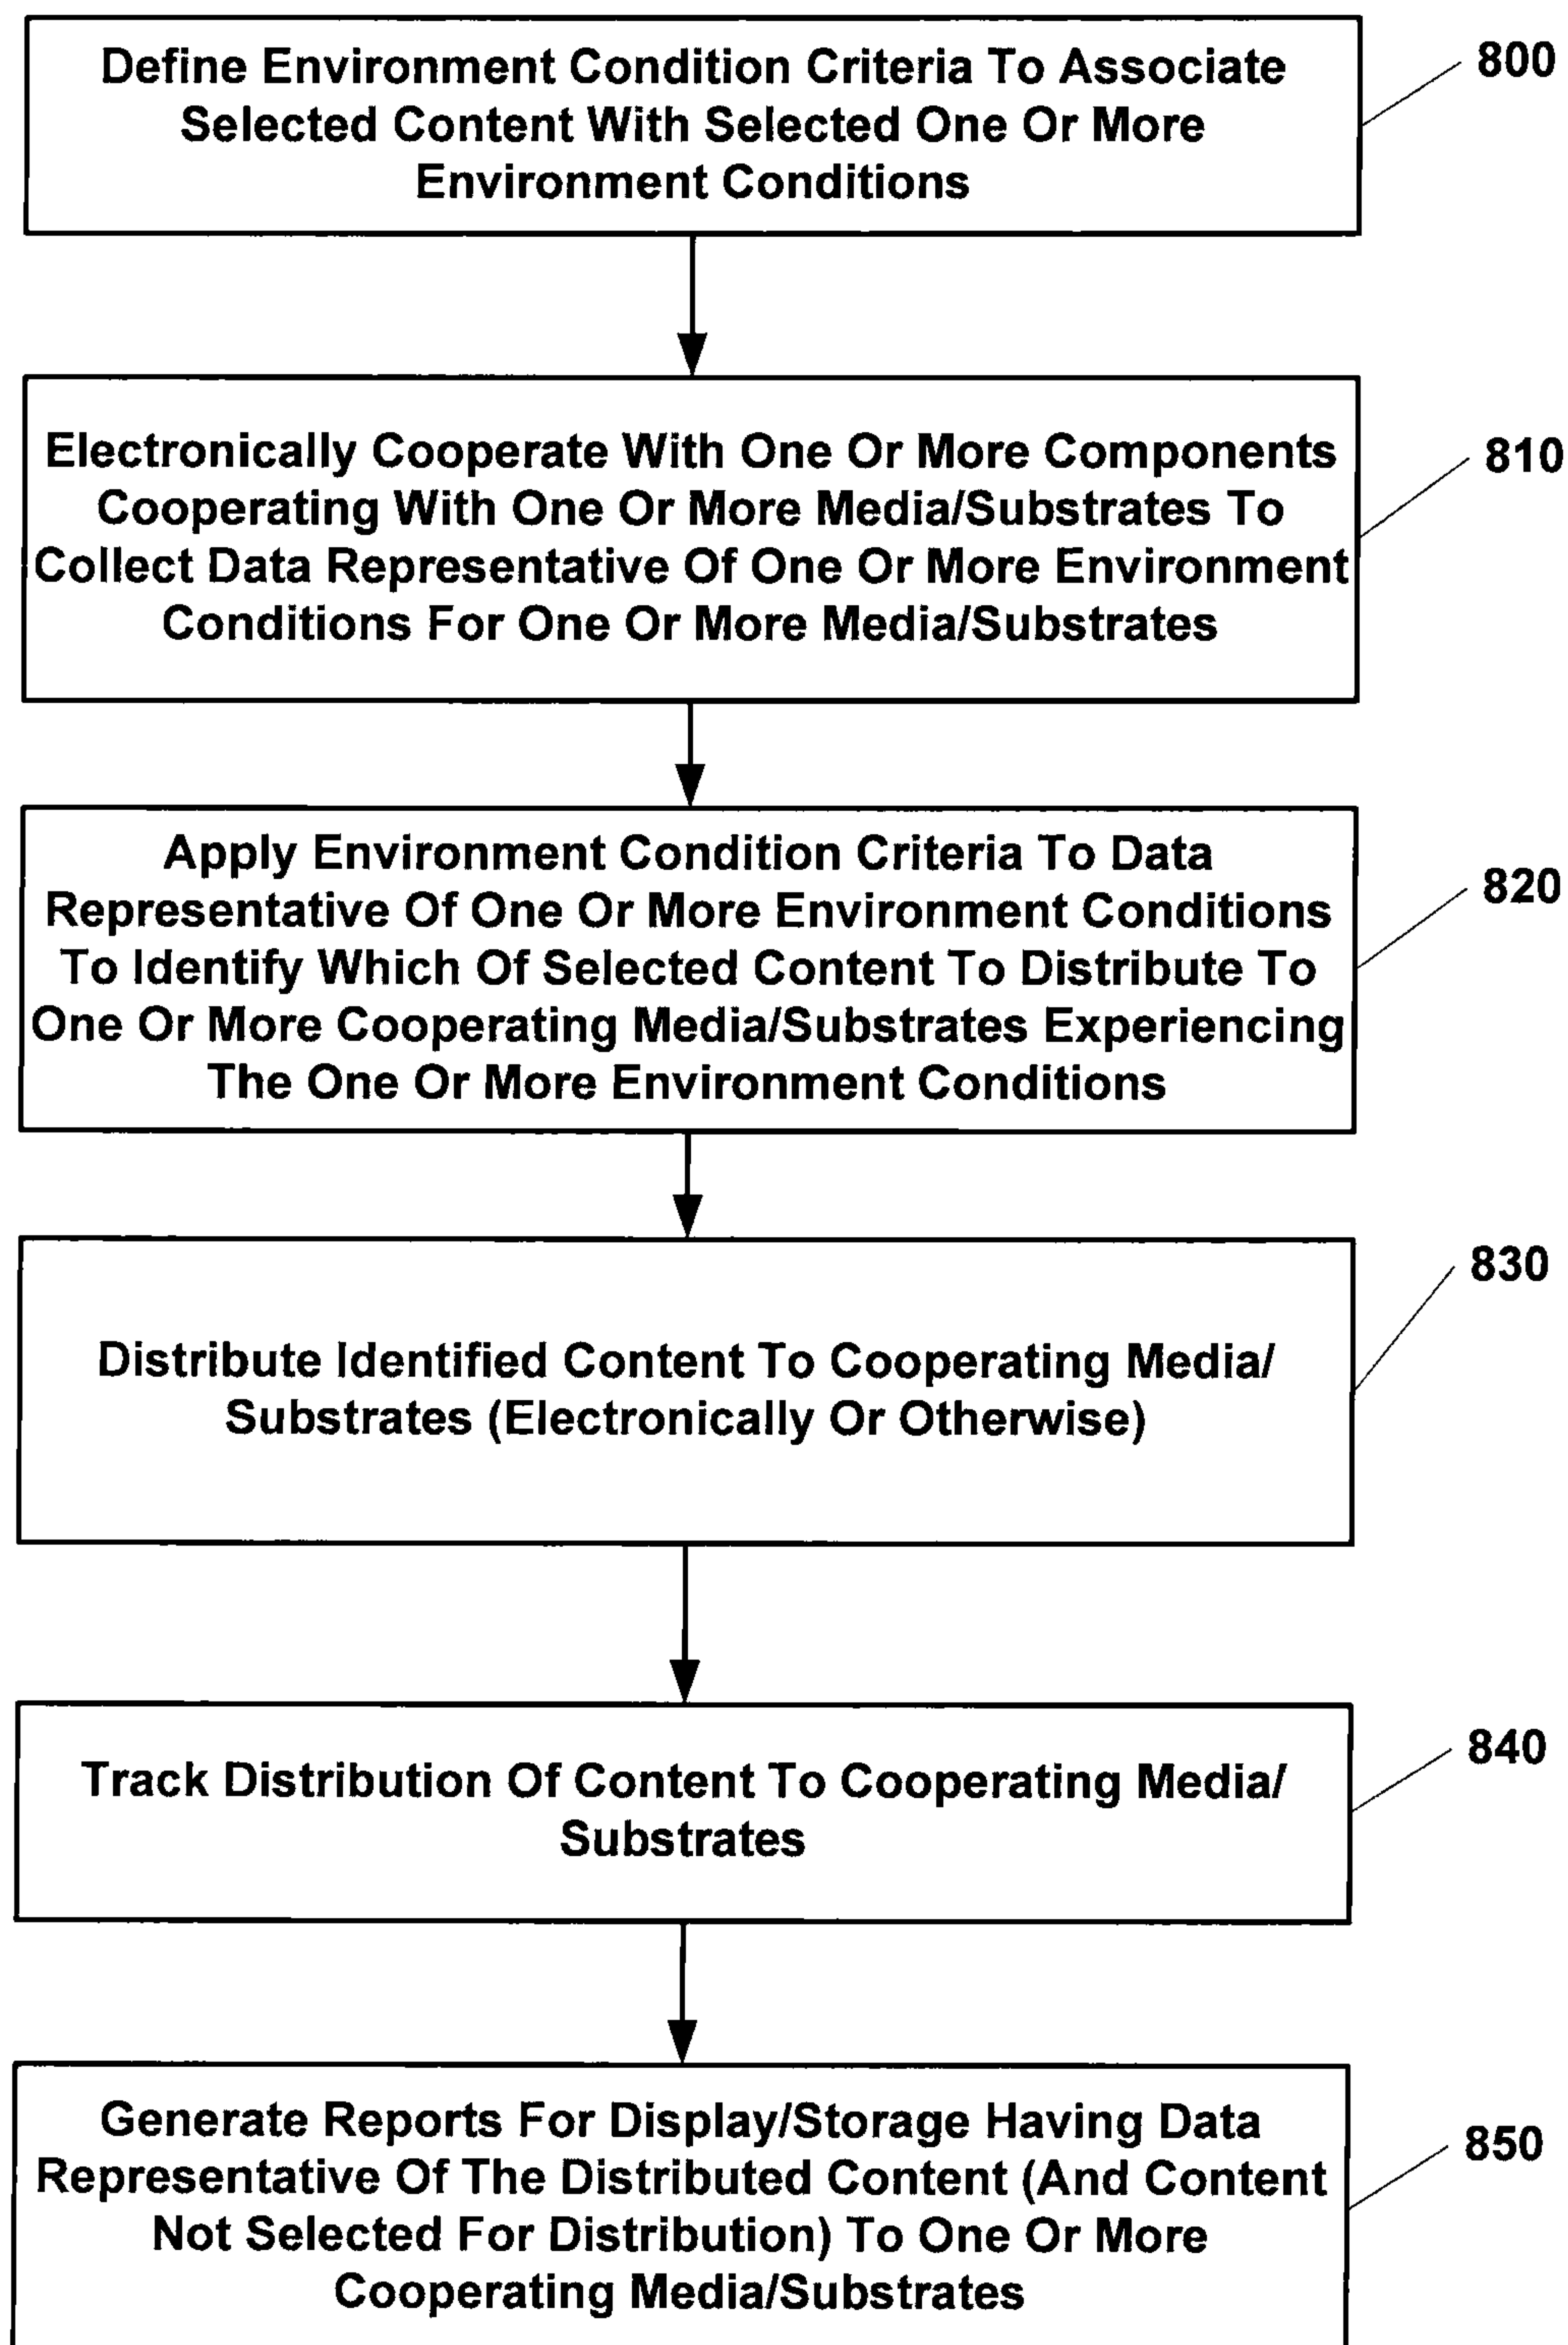 Define Environment Condition Criteria To Associate
Selected Content With Selected One Or More
Environment Conditions
800
Electronically Cooperate With One Or More Components
Cooperating With One Or More Media/Substrates To
Collect Data Representative Of One Or More Environment
Conditions For One Or More Media/Substrates
810
Apply Environment Condition Criteria To Data
Representative Of One Or More Environment Conditions
To Identify Which Of Selected Content To Distribute To
One Or More Cooperating Media/Substrates Experiencing
The One Or More Environment Conditions
820
Distribute Identified Content To Cooperating Media/
Substrates (Electronically Or Otherwise)
830
Track Distribution Of Content To Cooperating Media/
Substrates
840
Generate Reports For Display/Storage Having Data
Representative Of The Distributed Content (And Content
Not Selected For Distribution) To One Or More
Cooperating Media/Substrates
850